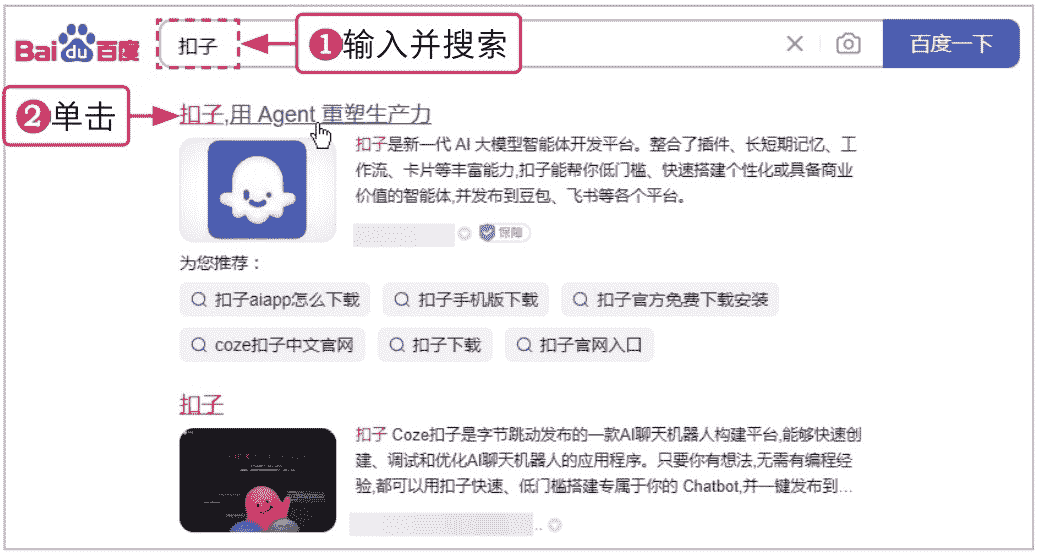 Bai du 百度
扣子
❶输入并搜索
百度一下
❷单击
扣子,用 Agent 重塑生产力
扣子是新一代 AI 大模型智能体开发平台。整合了插件、长短期记忆、工
作流、卡片等丰富能力,扣子能帮你低门槛、快速搭建个性化或具备商业
价值的智能体,并发布到豆包、飞书等各个平台。
保障
为您推荐：
扣子aiapp怎么下载
扣子手机版下载
扣子官方免费下载安装
coze扣子中文官网
扣子下载
扣子官网入口
扣子
扣子 Coze扣子是字节跳动发布的一款AI聊天机器人构建平台,能够快速创
建、调试和优化AI聊天机器人的应用程序。只要你有想法,无需有编程经
验,都可以用扣子快速、低门槛搭建专属于你的 Chatbot,并一键发布到...